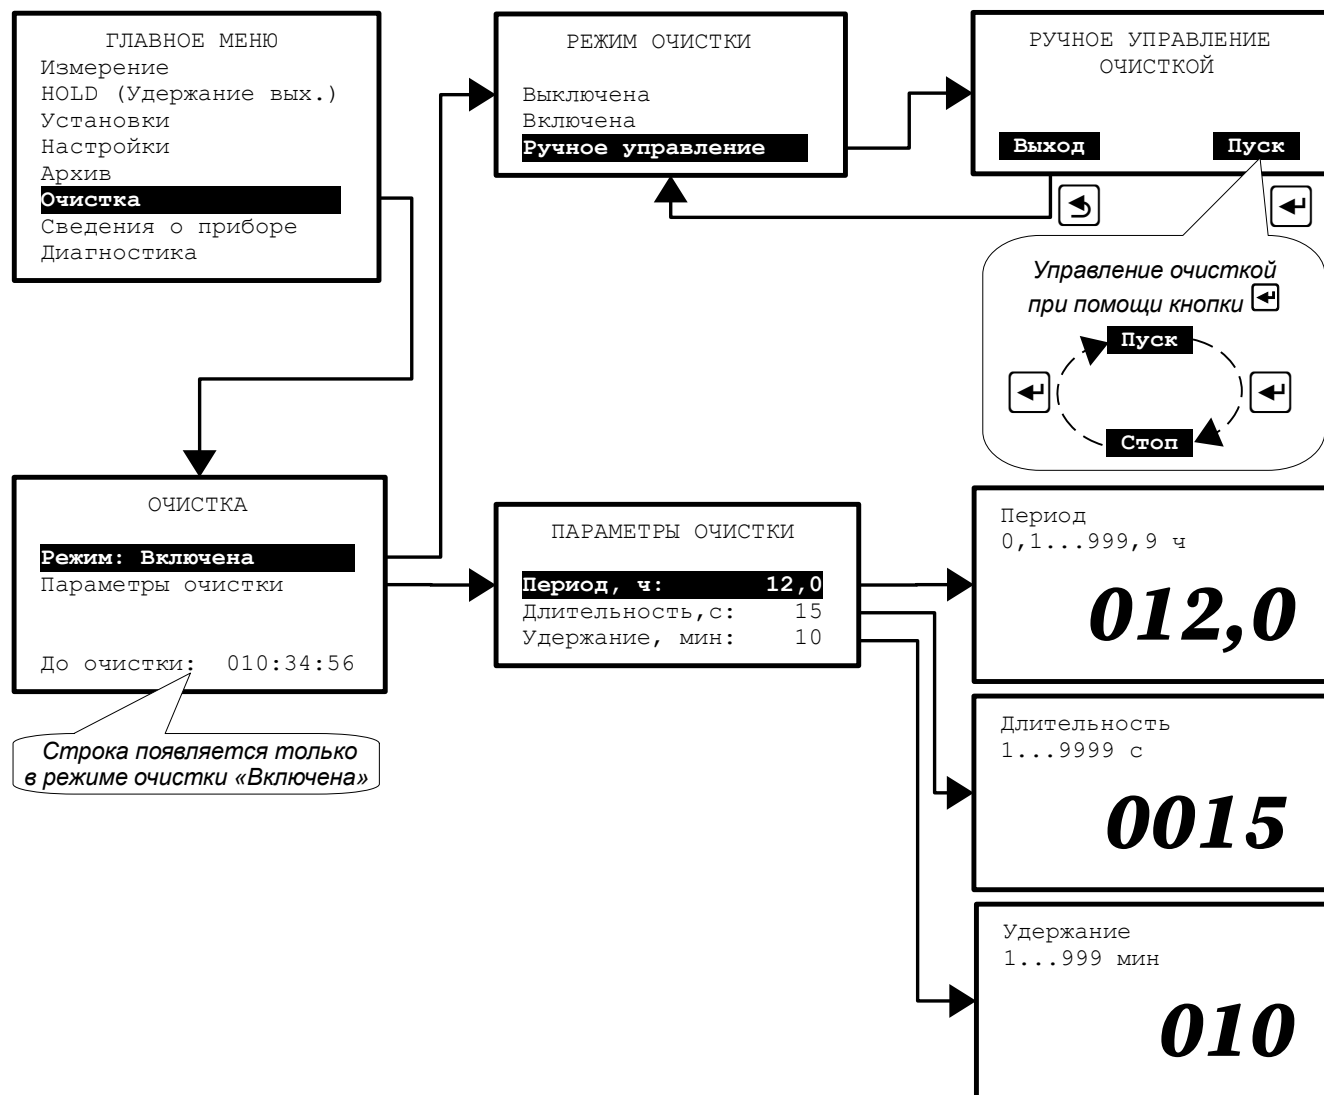 ГЛАВНОЕ МЕНЮ
Измерение
HOLD (Удержание вых.)
Установки
Настройки
Архив
Очистка
Сведения о приборе
Диагностика
РЕЖИМ ОЧИСТКИ
Выключена
Включена
Ручное управление
РУЧНОЕ УПРАВЛЕНИЕ
ОЧИСТКОЙ
Выход
Пуск
Управление очисткой
при помощи кнопки
Пуск
Стоп
ОЧИСТКА
Режим: Включена
Параметры очистки
До очистки: 010:34:56
Строка появляется только
в режиме очистки «Включена»
ПАРАМЕТРЫ ОЧИСТКИ
Период, ч: 12,0
Длительность,с: 15
Удержание, мин: 10
Период
0,1...999,9 ч
012,0
Длительность
1...9999 с
0015
Удержание
1...999 мин
010